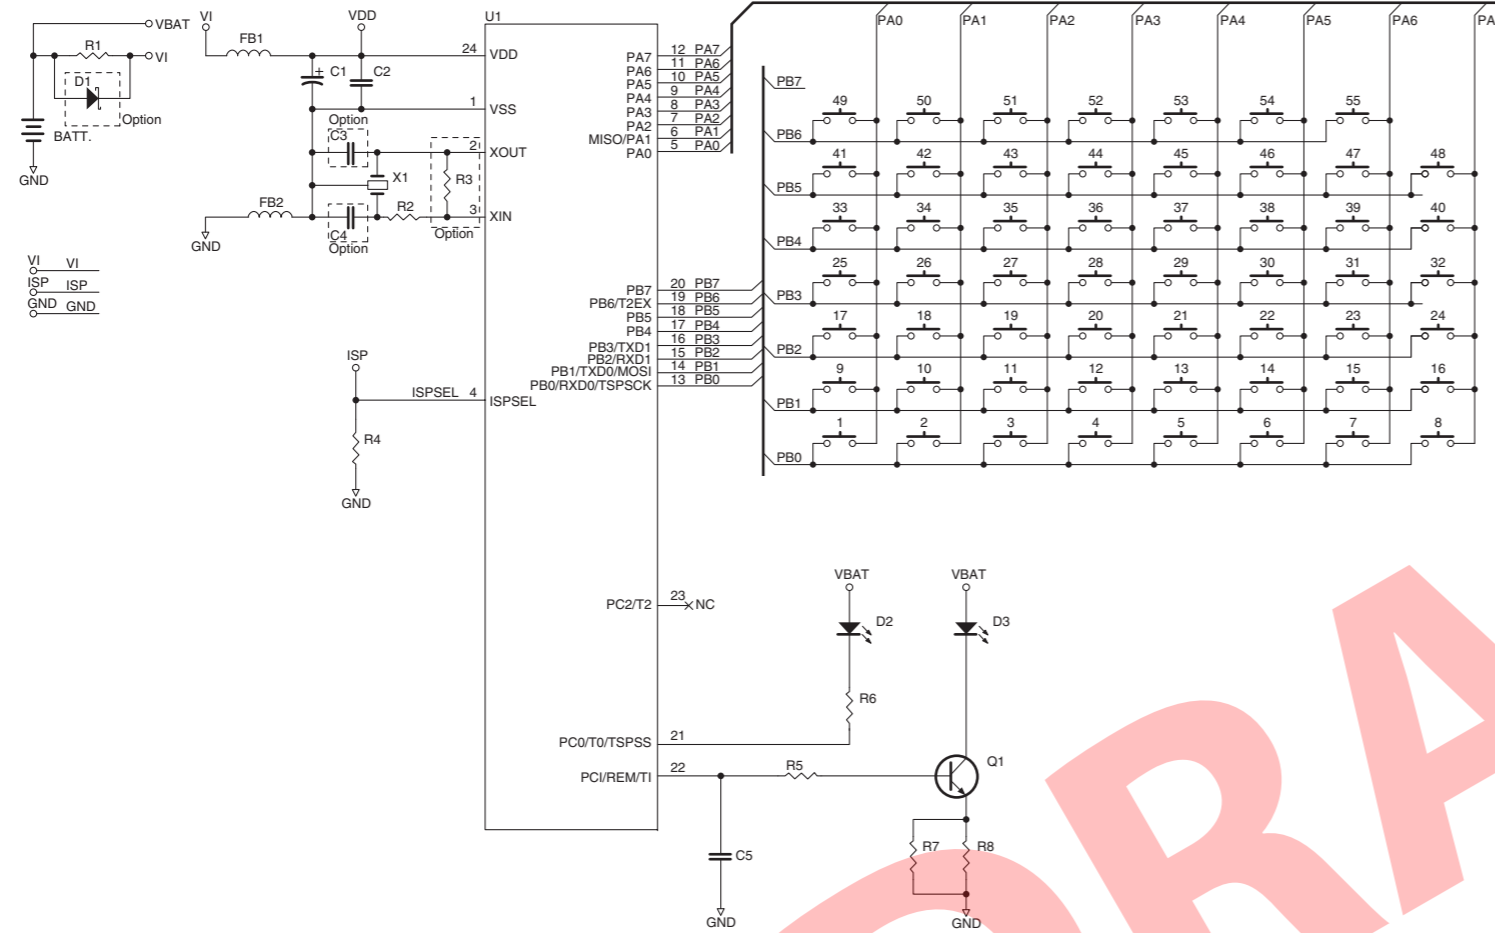 VBAT
R1
VI
D1
Option
BATT.
GND
VI
FB1
VDD
C1
C2
Option
C3
X1
R3
R2
FB2
GND
C4
Option
Option
VI VI
ISP ISP
GND GND
ISP
ISPSEL 4
R4
GND
U1
24 VDD
1 VSS
2 XOUT
3 XIN
ISPSEL
PA7 12 PA7
PA6 11 PA6
PA5 10 PA5
PA4 9 PA4
PA3 8 PA3
PA2 7 PA2
MISO/PA1 6 PA1
PA0 5 PA0
PB7 20 PB7
PB6/T2EX 19 PB6
PB5 18 PB5
PB4 17 PB4
PB3/TXD1 16 PB3
PB2/RXD1 15 PB2
PB1/TXD0/MOSI 14 PB1
PB0/RXD0/TSPSCK 13 PB0
PC2/T2 23 NC
PC0/T0/TSPSS 21
PCI/REM/TI 22
PA0 PA1 PA2 PA3 PA4 PA5 PA6 PA
PB7
49 50 51 52 53 54 55
PB6
41 42 43 44 45 46 47 48
PB5
33 34 35 36 37 38 39 40
PB4
25 26 27 28 29 30 31 32
PB3
17 18 19 20 21 22 23 24
PB2
9 10 11 12 13 14 15 16
PB1
1 2 3 4 5 6 7 8
PB0
VBAT VBAT
D2 D3
R6
R5
Q1
C5
R7 R8
GND GND
ORA